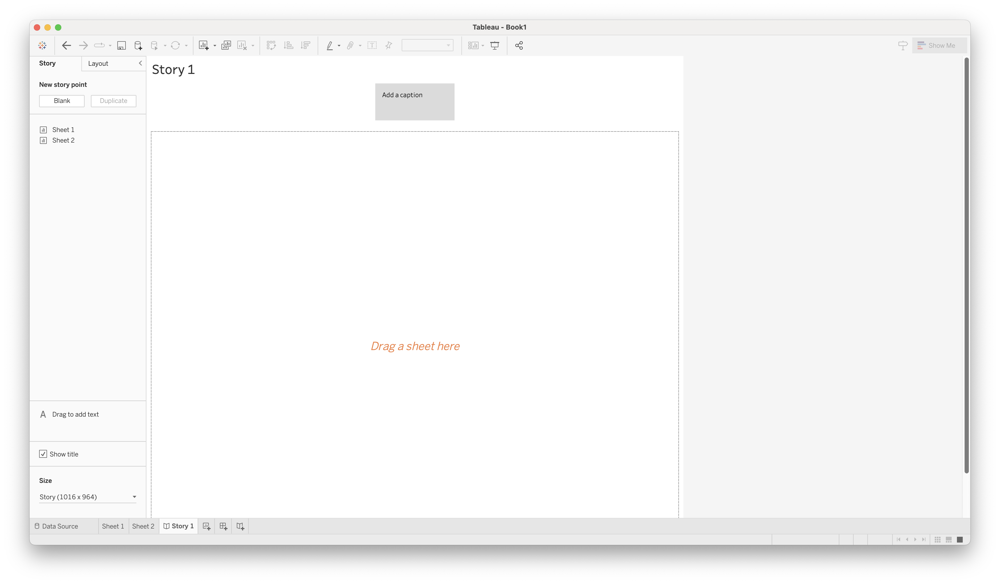 Tableau - Book1
Show Me
Story
Layout
New story point
Blank
Duplicate
Sheet 1
Sheet 2
Drag to add text
Show title
Size
Story (1016 x 964)
Story 1
Add a caption
Drag a sheet here
Data Source
Sheet 1
Sheet 2
Story 1